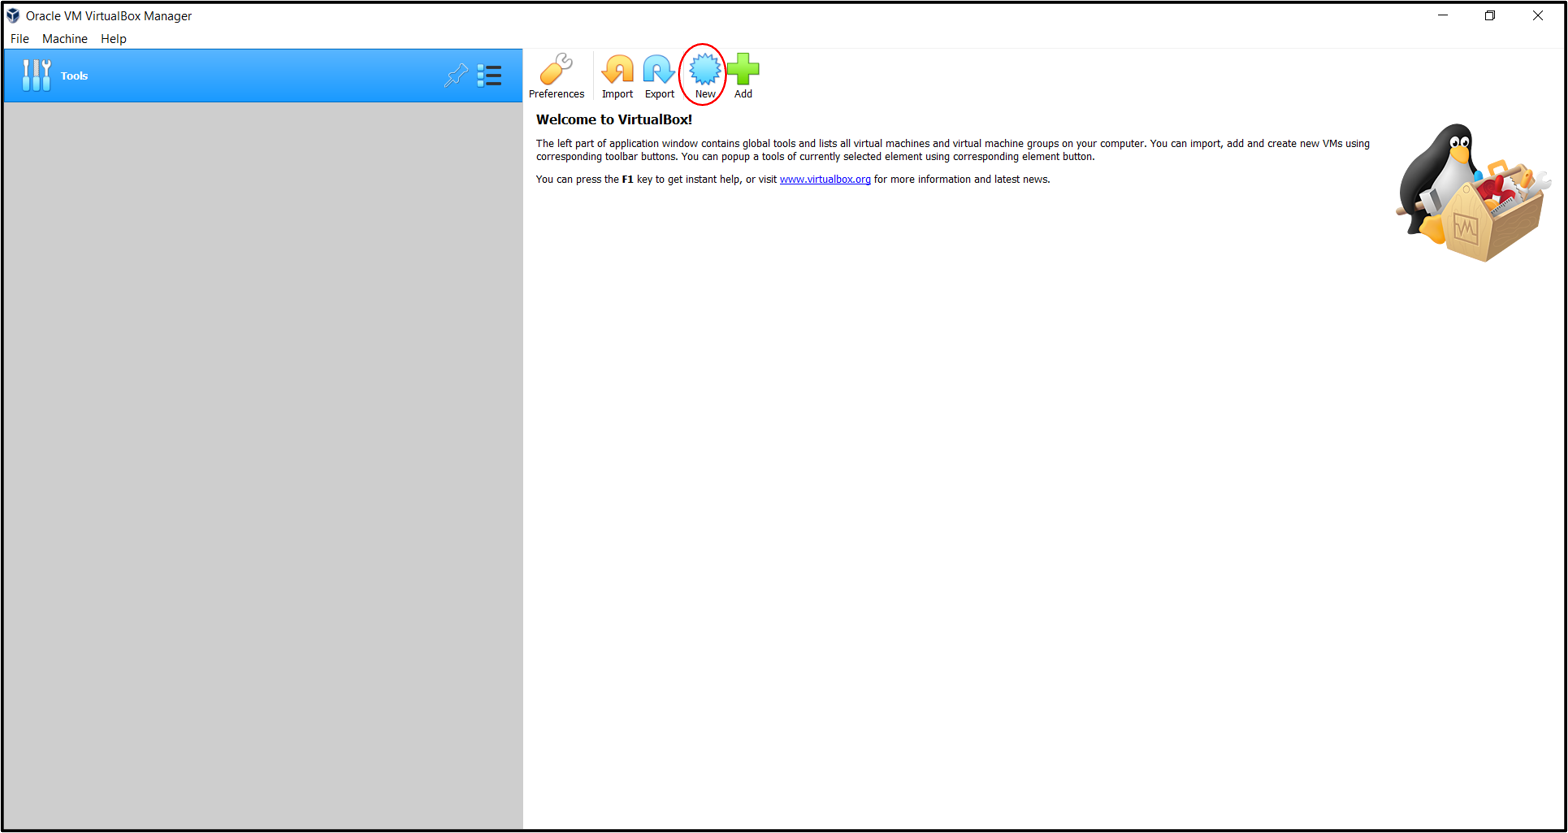 Oracle VM VirtualBox Manager
File Machine Help
Tools
Preferences Import Export New Add
Welcome to VirtualBox!
The left part of application window contains global tools and lists all virtual machines and virtual machine groups on your computer. You can import, add and create new VMs using
corresponding toolbar buttons. You can popup a tools of currently selected element using corresponding element button.
You can press the F1 key to get instant help, or visit www.virtualbox.org for more information and latest news.